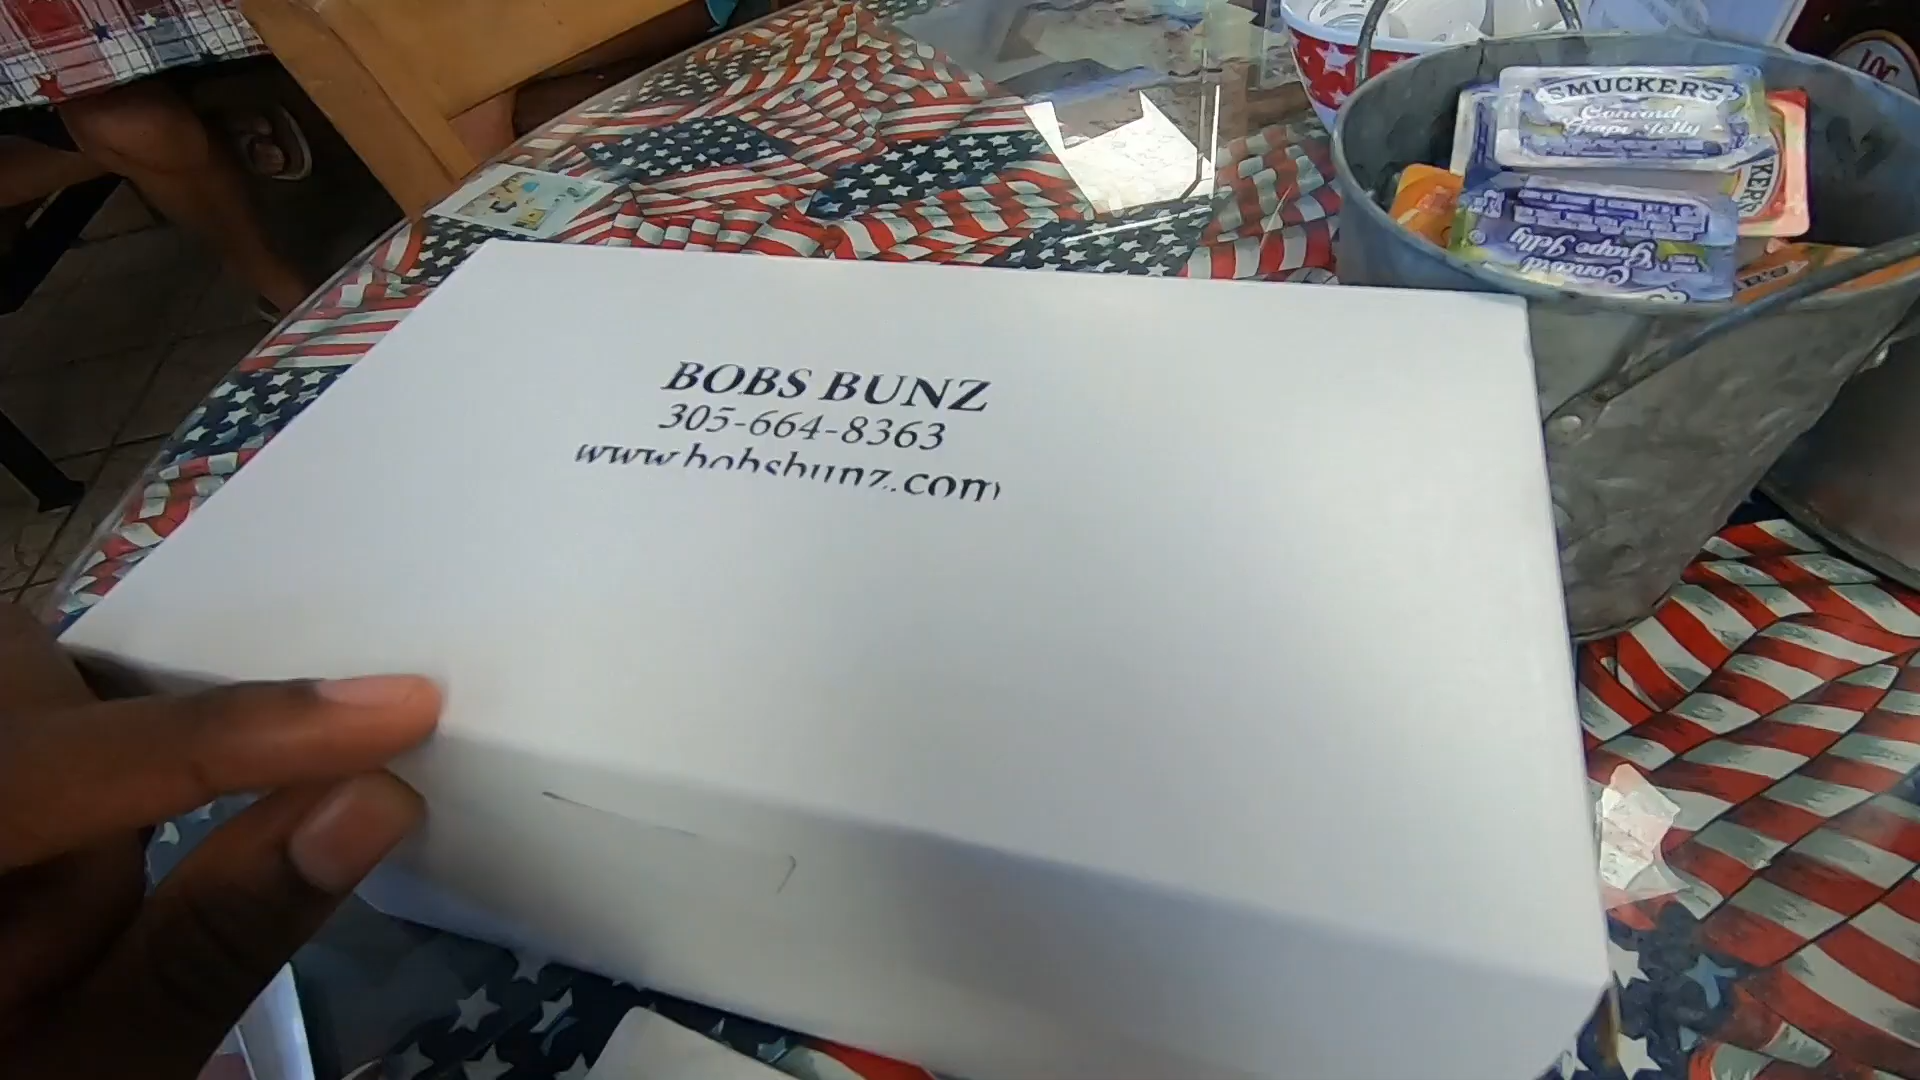 BOBS BUNZ
305-664-8363
www.bobsbunz.com
SMUCKER'S
Concord
Grape Jelly
Concord
Grape Jelly